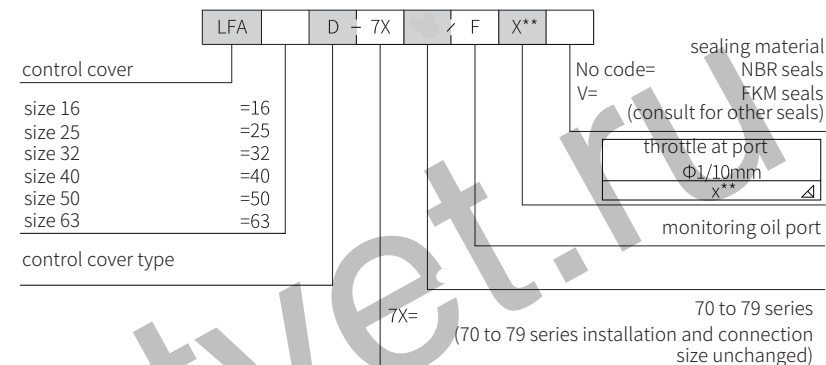 LFA D - 7X / F X**
control cover
size 16 =16
size 25 =25
size 32 =32
size 40 =40
size 50 =50
size 63 =63
control cover type
sealing material
No code= NBR seals
V= FKM seals
(consult for other seals)
throttle at port
Φ1/10mm
x**
monitoring oil port
7X= 70 to 79 series
(70 to 79 series installation and connection
size unchanged)